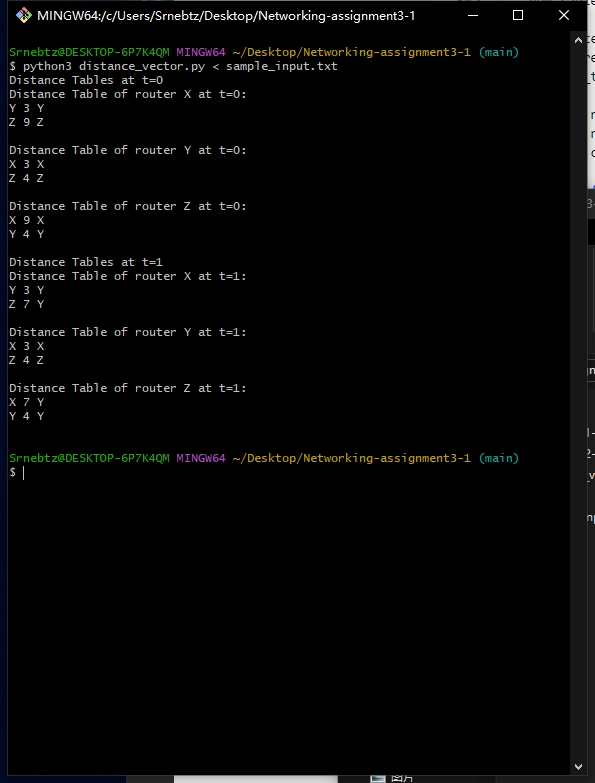 MINGW64:/c/Users/Srnebtz/Desktop/Networking-assignment3-1
Srnebtz@DESKTOP-6P7K4QM MINGW64 ~/Desktop/Networking-assignment3-1 (main)
$ python3 distance_vector.py < sample_input.txt
Distance Tables at t=0
Distance Table of router X at t=0:
Y 3 Y
Z 9 Z
Distance Table of router Y at t=0:
X 3 X
Z 4 Z
Distance Table of router Z at t=0:
X 9 X
Y 4 Y
Distance Tables at t=1
Distance Table of router X at t=1:
Y 3 Y
Z 7 Y
Distance Table of router Y at t=1:
X 3 X
Z 4 Z
Distance Table of router Z at t=1:
X 7 Y
Y 4 Y
Srnebtz@DESKTOP-6P7K4QM MINGW64 ~/Desktop/Networking-assignment3-1 (main)
$
图片